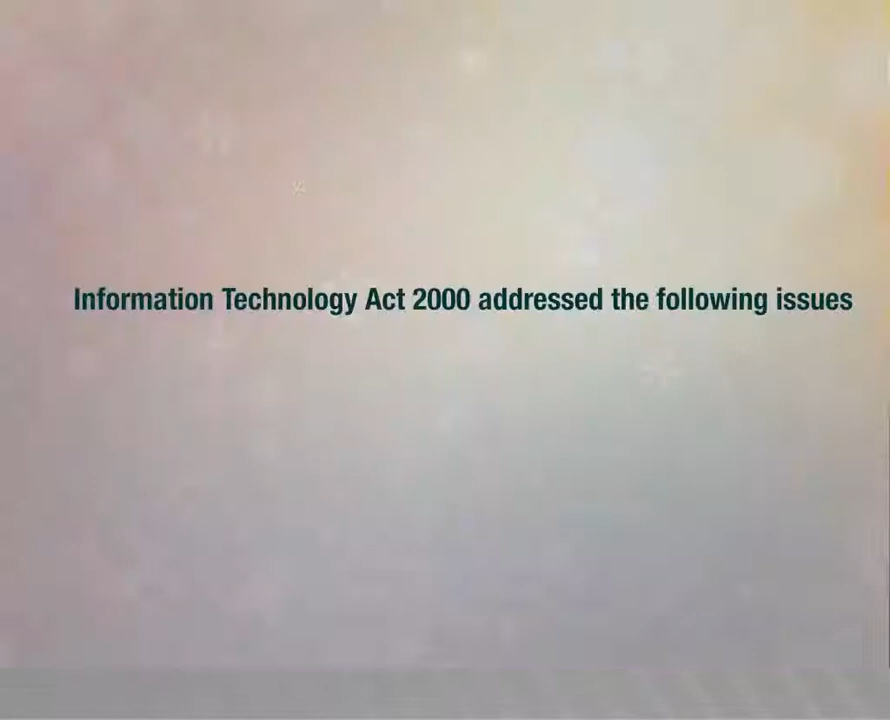 Information Technology Act 2000 addressed the following issues